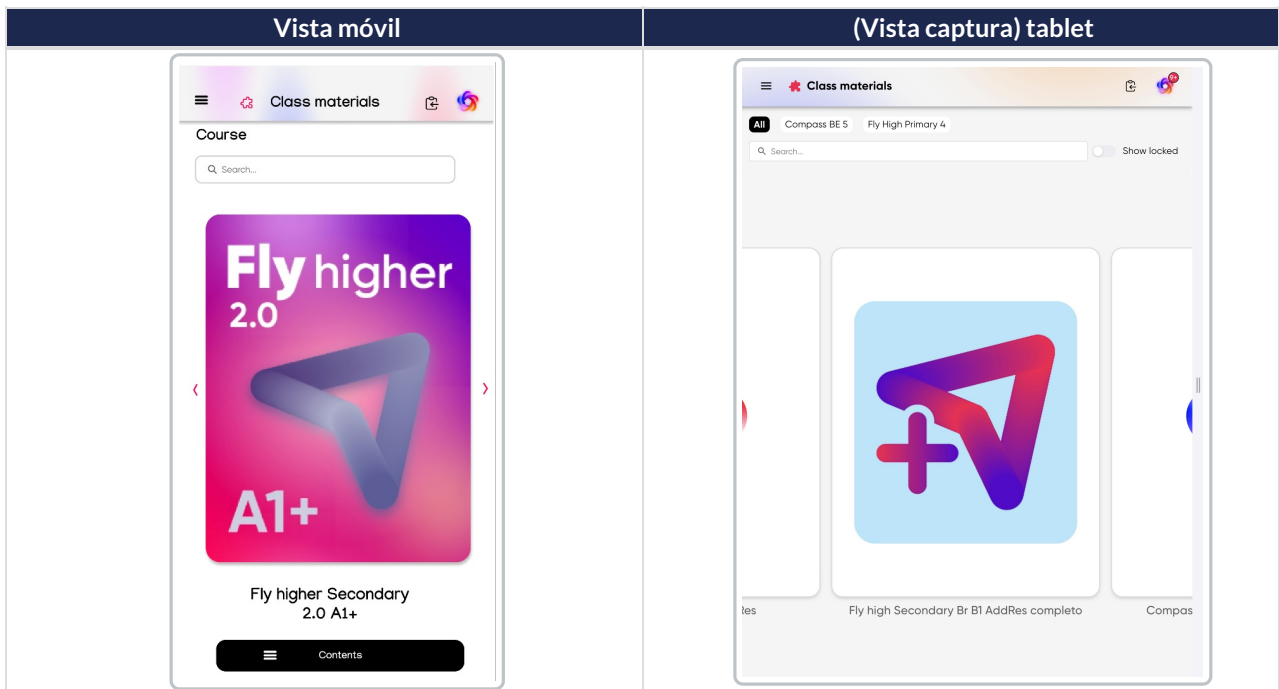 Vista móvil
(Vista captura) tablet
Class materials
Course
Search...
Fly higher
2.0
A1+
Fly higher Secondary
2.0 A1+
Contents
Class materials
9+
All Compass BE 5 Fly High Primary 4
Search...
Show locked
Res
Fly high Secondary Br B1 AddRes completo
Compas